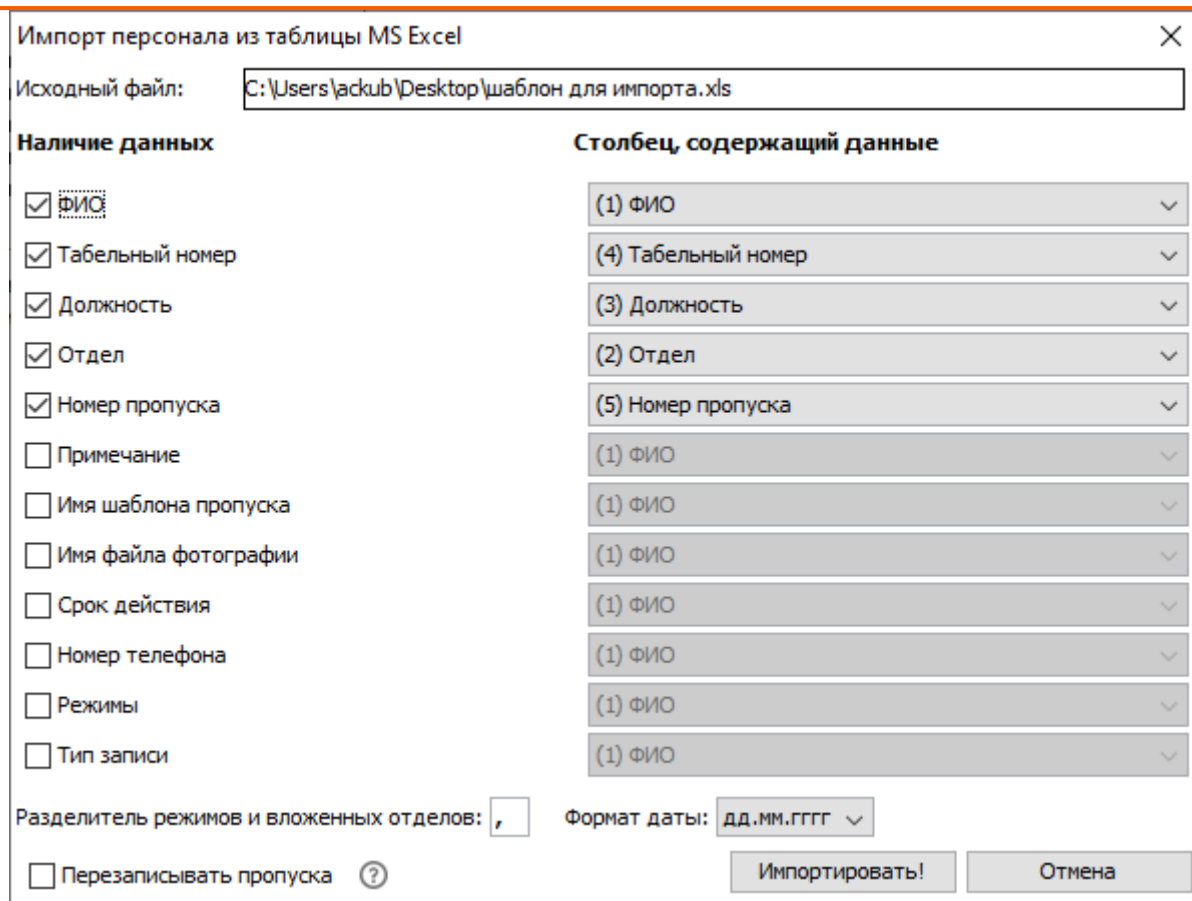 Импорт персонала из таблицы MS Excel
Исходный файл: C:\Users\ackub\Desktop\шаблон для импорта.xls
Наличие данных Столбец, содержащий данные
ФИО (1) ФИО
Табельный номер (4) Табельный номер
Должность (3) Должность
Отдел (2) Отдел
Номер пропуска (5) Номер пропуска
Примечание (1) ФИО
Имя шаблона пропуска (1) ФИО
Имя файла фотографии (1) ФИО
Срок действия (1) ФИО
Номер телефона (1) ФИО
Режимы (1) ФИО
Тип записи (1) ФИО
Разделитель режимов и вложенных отделов: , Формат даты: дд.мм.гггг
Перезаписывать пропуска ? Импортировать! Отмена